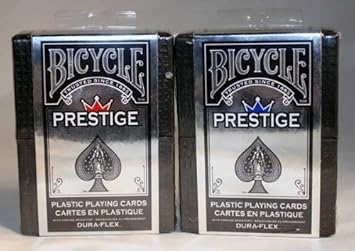 BICYCLE
TRUSTED SINCE 1885
PRESTIGE
PLASTIC PLAYING CARDS
CARTES EN PLASTIQUE
DURA-FLEX
BICYCLE
TRUSTED SINCE 1885
PRESTIGE
PLASTIC PLAYING CARDS
CARTES EN PLASTIQUE
DURA-FLEX